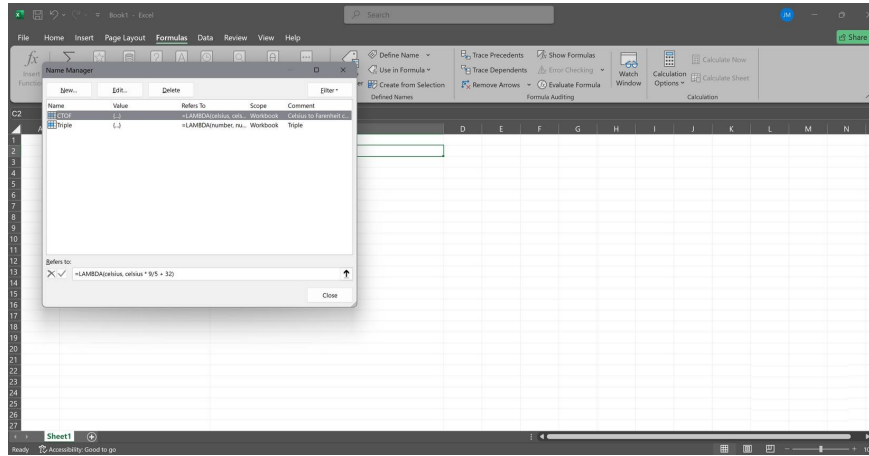 Book1 - Excel
Search
JM
File Home Insert Page Layout Formulas Data Review View Help
Share
Define Name
Trace Precedents
Show Formulas
Calculate Now
Use in Formula
Trace Dependents
Error Checking
Watch Window
Calculation Options
Calculate Sheet
Create from Selection
Remove Arrows
Evaluate Formula
Defined Names
Formula Auditing
Calculation
Name Manager
New... Edit... Delete Filter
Name Value Refers To Scope Comment
CTOF {...} =LAMBDA(celsius, cels... Workbook Celsius to Farenheit c...
Triple {...} =LAMBDA(number, nu... Workbook Triple
Refers to:
=LAMBDA(celsius, celsius * 9/5 + 32)
Close
C2
D E F G H I J K L M N
1
2
3
4
5
6
7
8
9
10
11
12
13
14
15
16
17
18
19
20
21
22
23
24
25
26
27
Sheet1
Ready Accessibility: Good to go